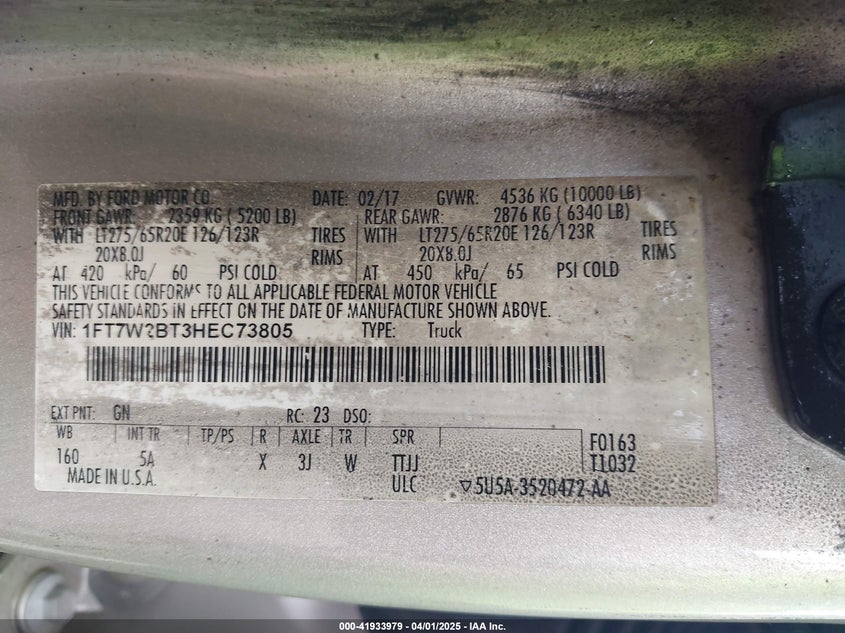 MFD. BY FORD MOTOR CO. DATE: 02/17 GVWR: 4536 KG (10000 LB)
FRONT GAWR: 2359 KG ( 5200 LB) REAR GAWR: 2876 KG ( 6340 LB)
WITH LT275/65R20E 126/123R TIRES WITH LT275/65R20E 126/123R TIRES
20X8.0J RIMS 20X8.0J RIMS
AT 420 kPa/ 60 PSI COLD AT 450 kPa/ 65 PSI COLD
THIS VEHICLE CONFORMS TO ALL APPLICABLE FEDERAL MOTOR VEHICLE
SAFETY STANDARDS IN EFFECT ON THE DATE OF MANUFACTURE SHOWN ABOVE.
VIN: TYPE: Truck
EXT PNT: GN RC: 23 DSO:
WB INT TR TP/PS R AXLE TR SPR F0163
160 5A X 3J W TTJJ T1032
MADE IN U.S.A. ULC ▽5U5A-3520472-AA
000-41933979 - 04/01/2025 - IAA Inc.